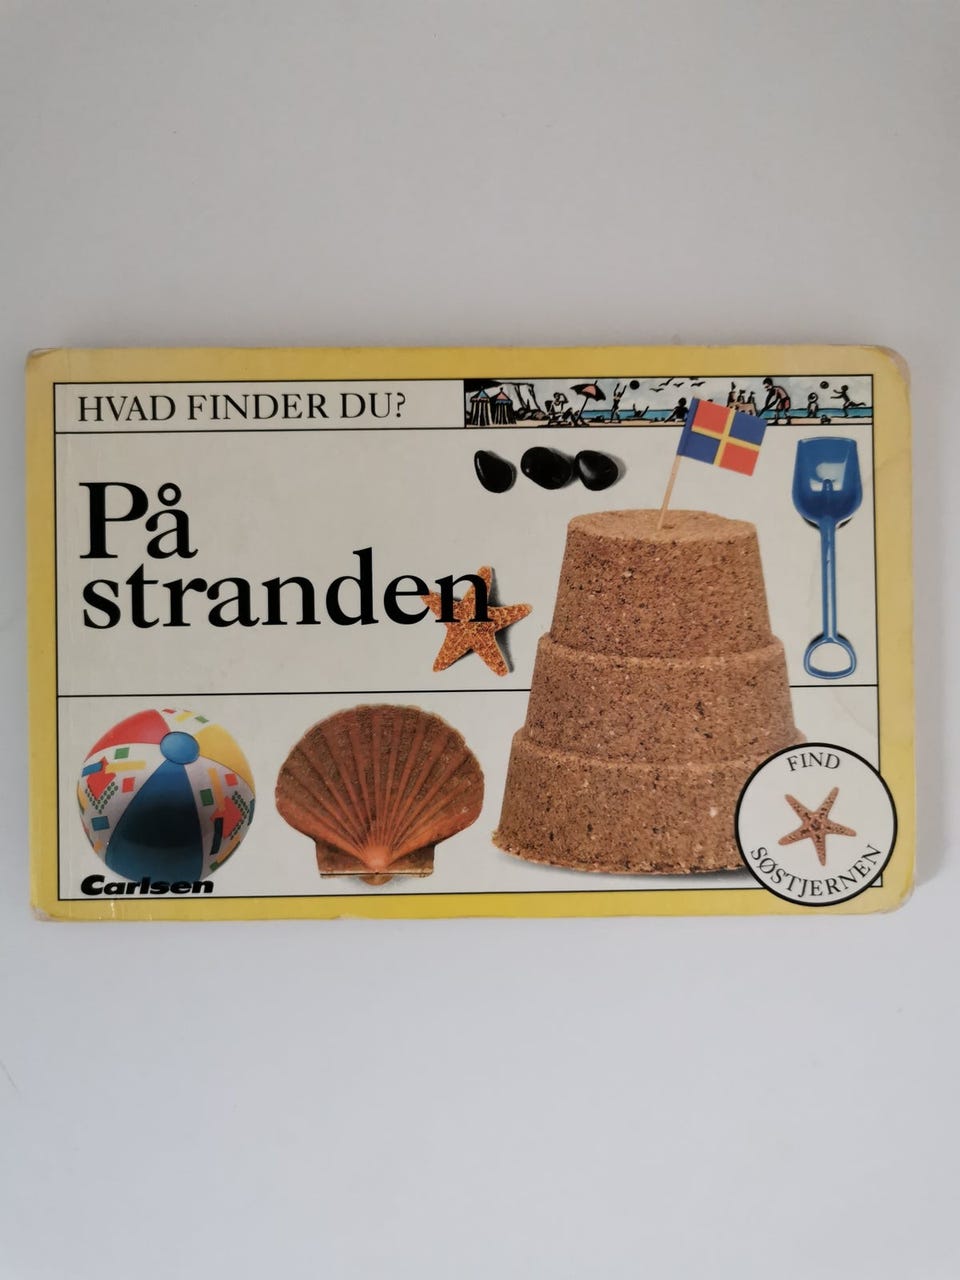 HVAD FINDER DU?
På
stranden
Carlsen
FIND
SØSTJERNEN